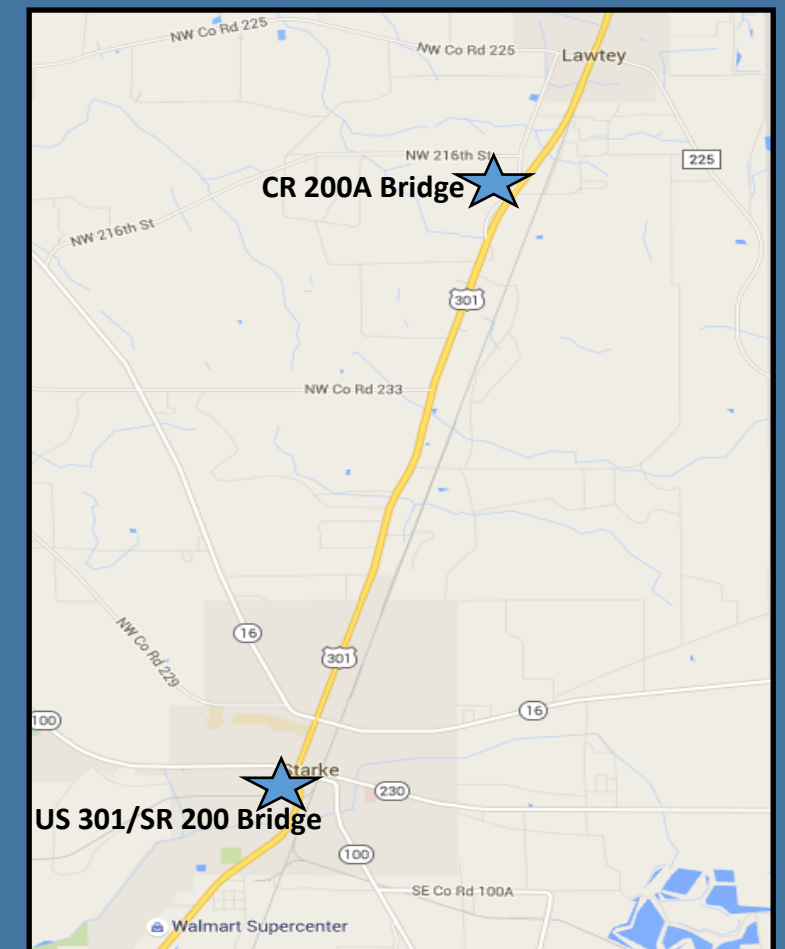 NW Co Rd 225
NW Co Rd 225
Lawtey
NW 216th St
225
CR 200A Bridge
NW 216th St
301
NW Co Rd 233
NW Co Rd 229
16
301
100
16
Starke
230
US 301/SR 200 Bridge
100
SE Co Rd 100A
Walmart Supercenter